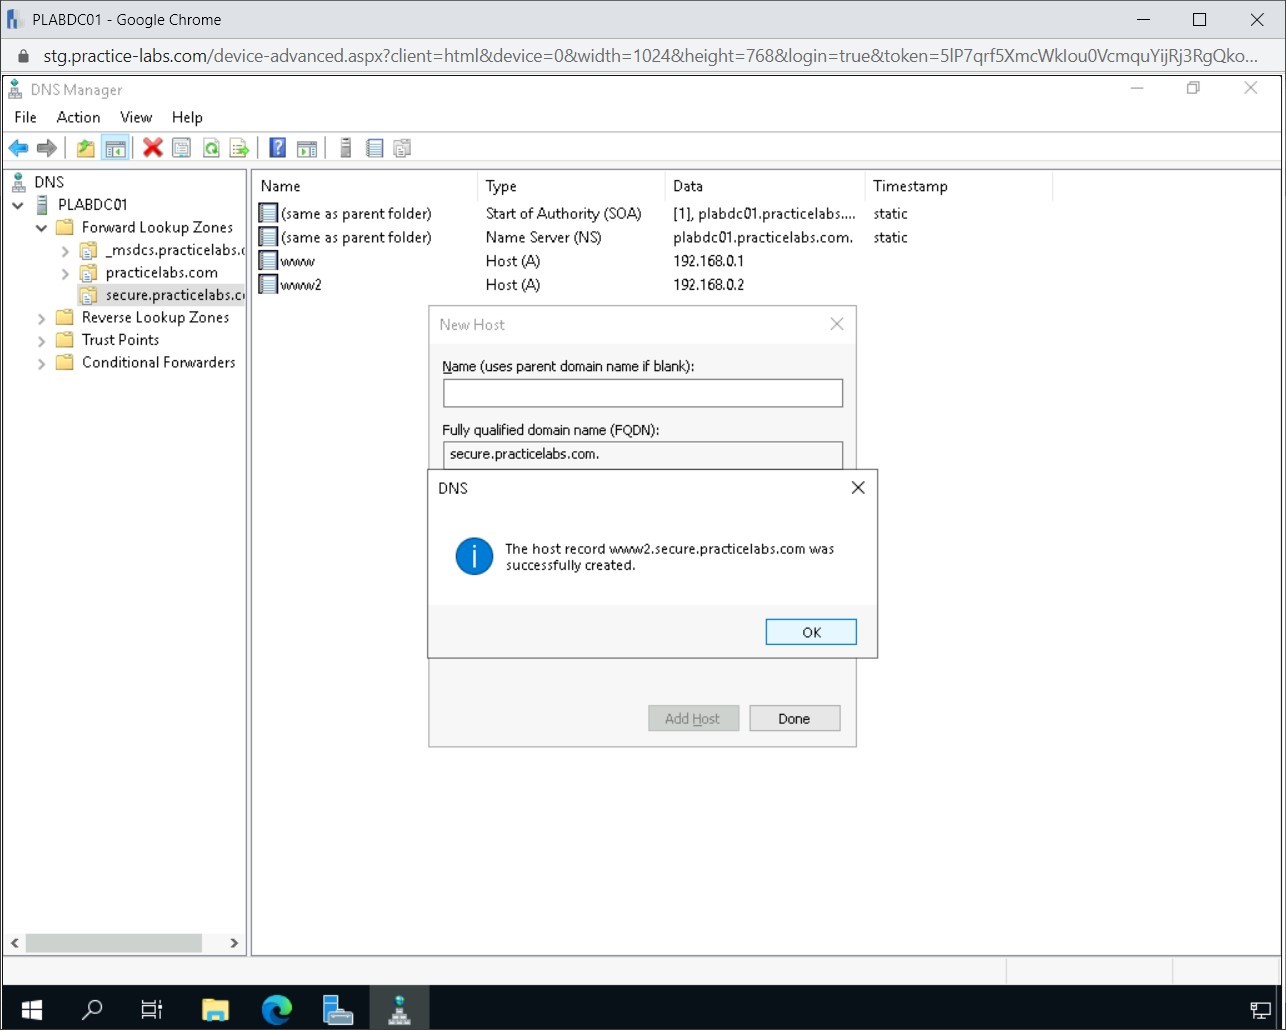 PLABDC01 - Google Chrome
stg.practice-labs.com/device-advanced.aspx?client=html&device=0&width=1024&height=768&login=true&token=5lP7qrf5XmcWkIou0VcmquYijRj3RgQko...
DNS Manager
File Action View Help
DNS
PLABDC01
Forward Lookup Zones
_msdcs.practicelabs.c
practicelabs.com
secure.practicelabs.co
Reverse Lookup Zones
Trust Points
Conditional Forwarders
Name Type Data Timestamp
(same as parent folder) Start of Authority (SOA) [1], plabdc01.practicelabs.... static
(same as parent folder) Name Server (NS) plabdc01.practicelabs.com. static
www Host (A) 192.168.0.1
www2 Host (A) 192.168.0.2
New Host
Name (uses parent domain name if blank):
Fully qualified domain name (FQDN):
secure.practicelabs.com.
DNS
The host record www2.secure.practicelabs.com was
successfully created.
OK
Add Host Done